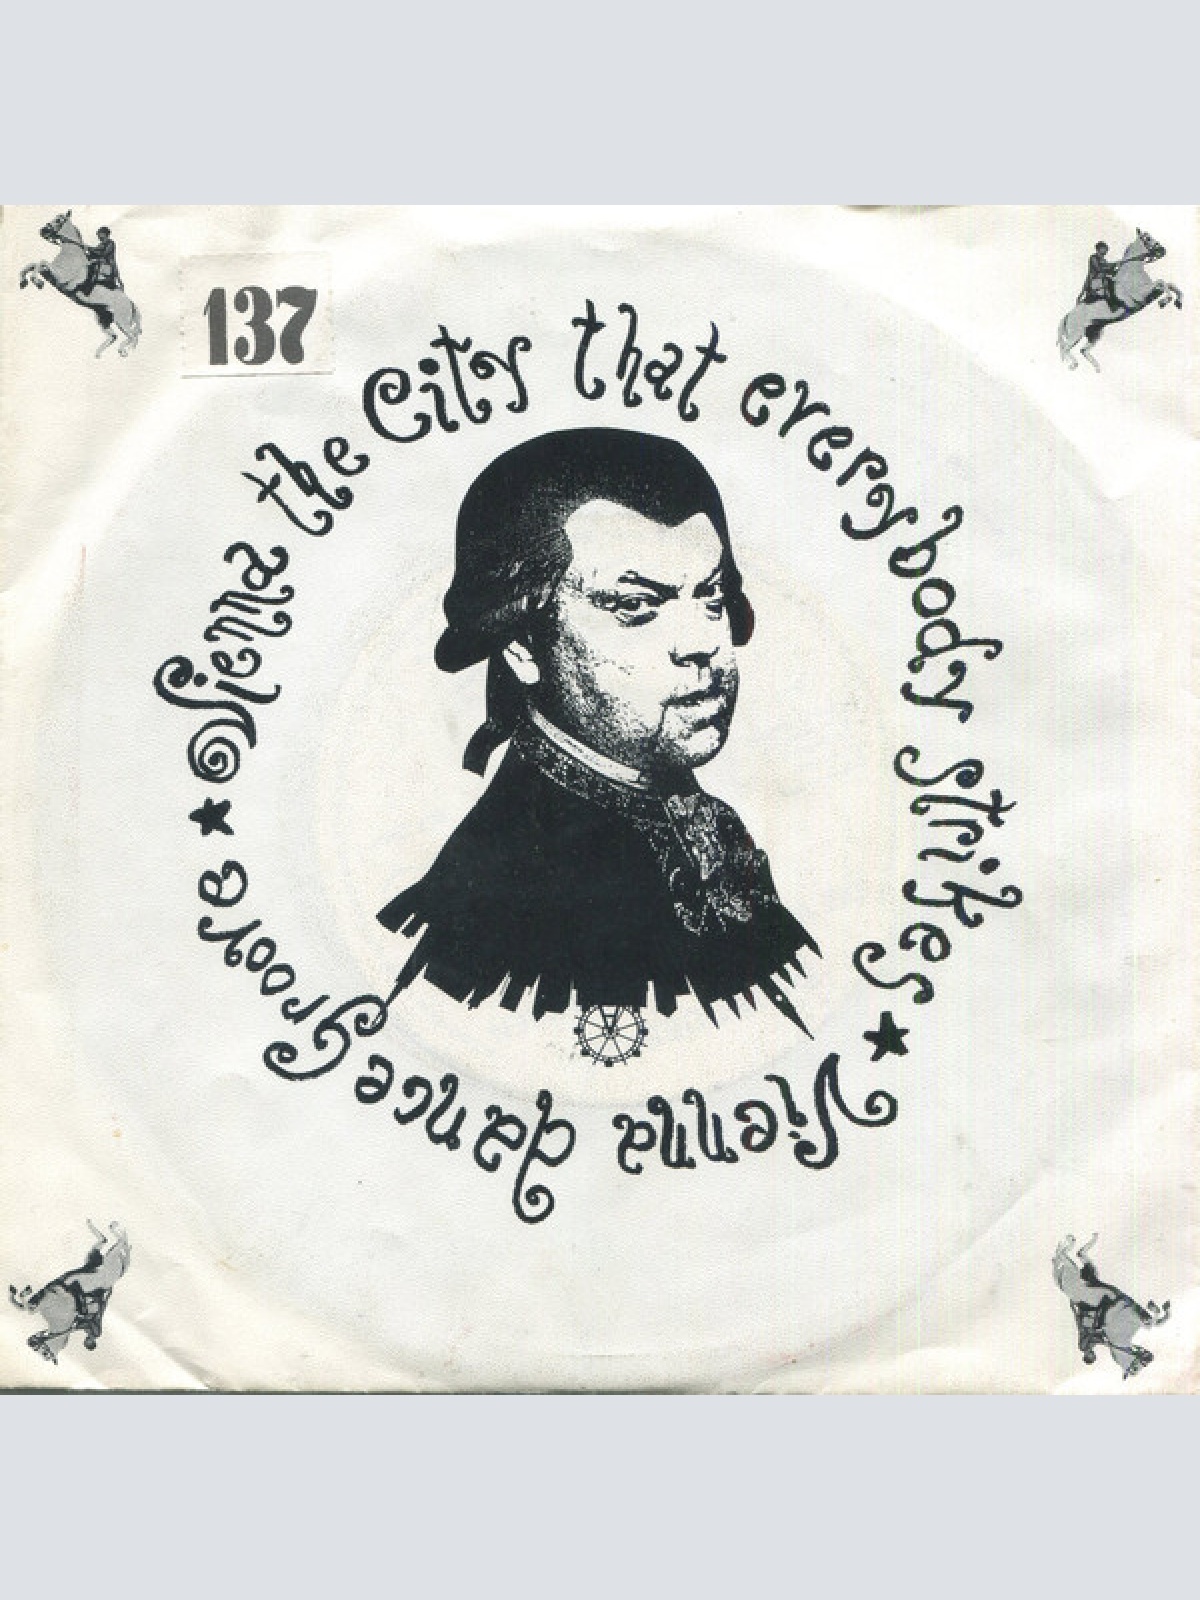 137
Vienna the City that everybody strikes ★
Vienna dance Groove ★